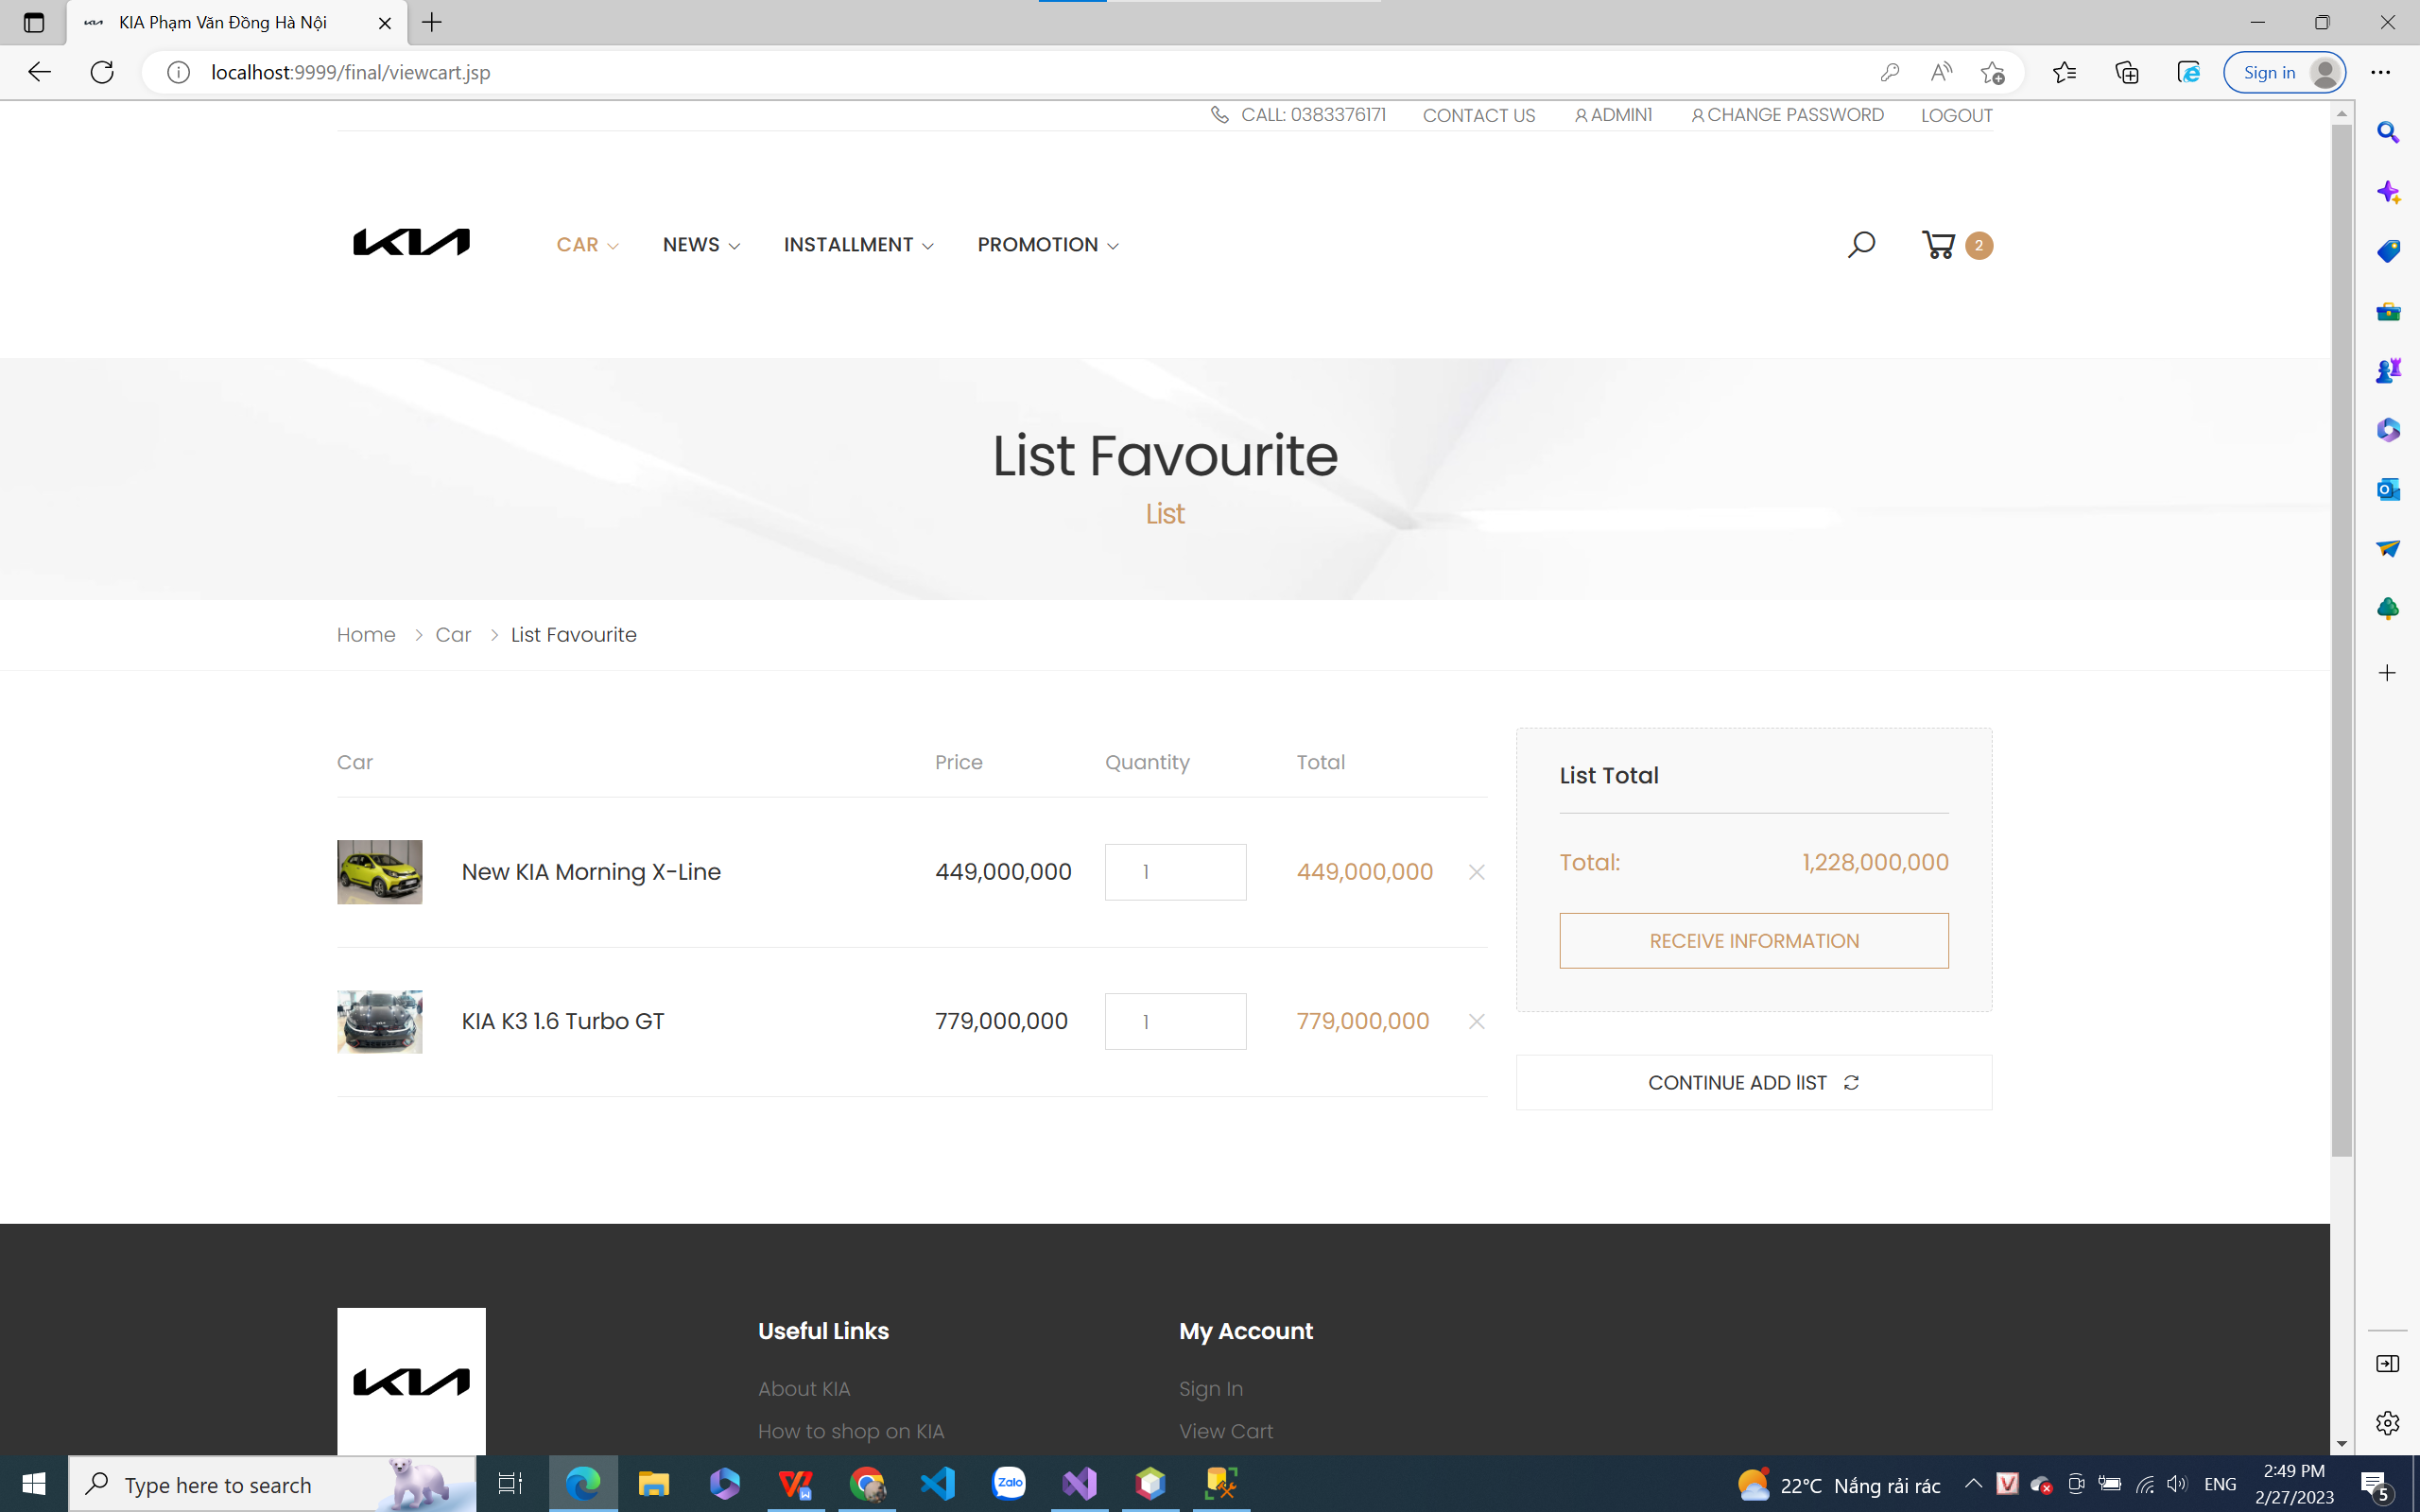 KIA Phạm Văn Đồng Hà Nội
localhost:9999/final/viewcart.jsp
Sign in
CALL: 0383376171 CONTACT US ADMIN1 CHANGE PASSWORD LOGOUT
KIA CAR NEWS INSTALLMENT PROMOTION 2
List Favourite
List
Home Car List Favourite
Car Price Quantity Total
New KIA Morning X-Line 449,000,000 1 449,000,000
KIA K3 1.6 Turbo GT 779,000,000 1 779,000,000
List Total
Total: 1,228,000,000
RECEIVE INFORMATION
CONTINUE ADD lIST
KIA
Useful Links
About KIA
How to shop on KIA
My Account
Sign In
View Cart
Type here to search
Zalo
22°C Nắng rải rác
ENG
2:49 PM
2/27/2023
5